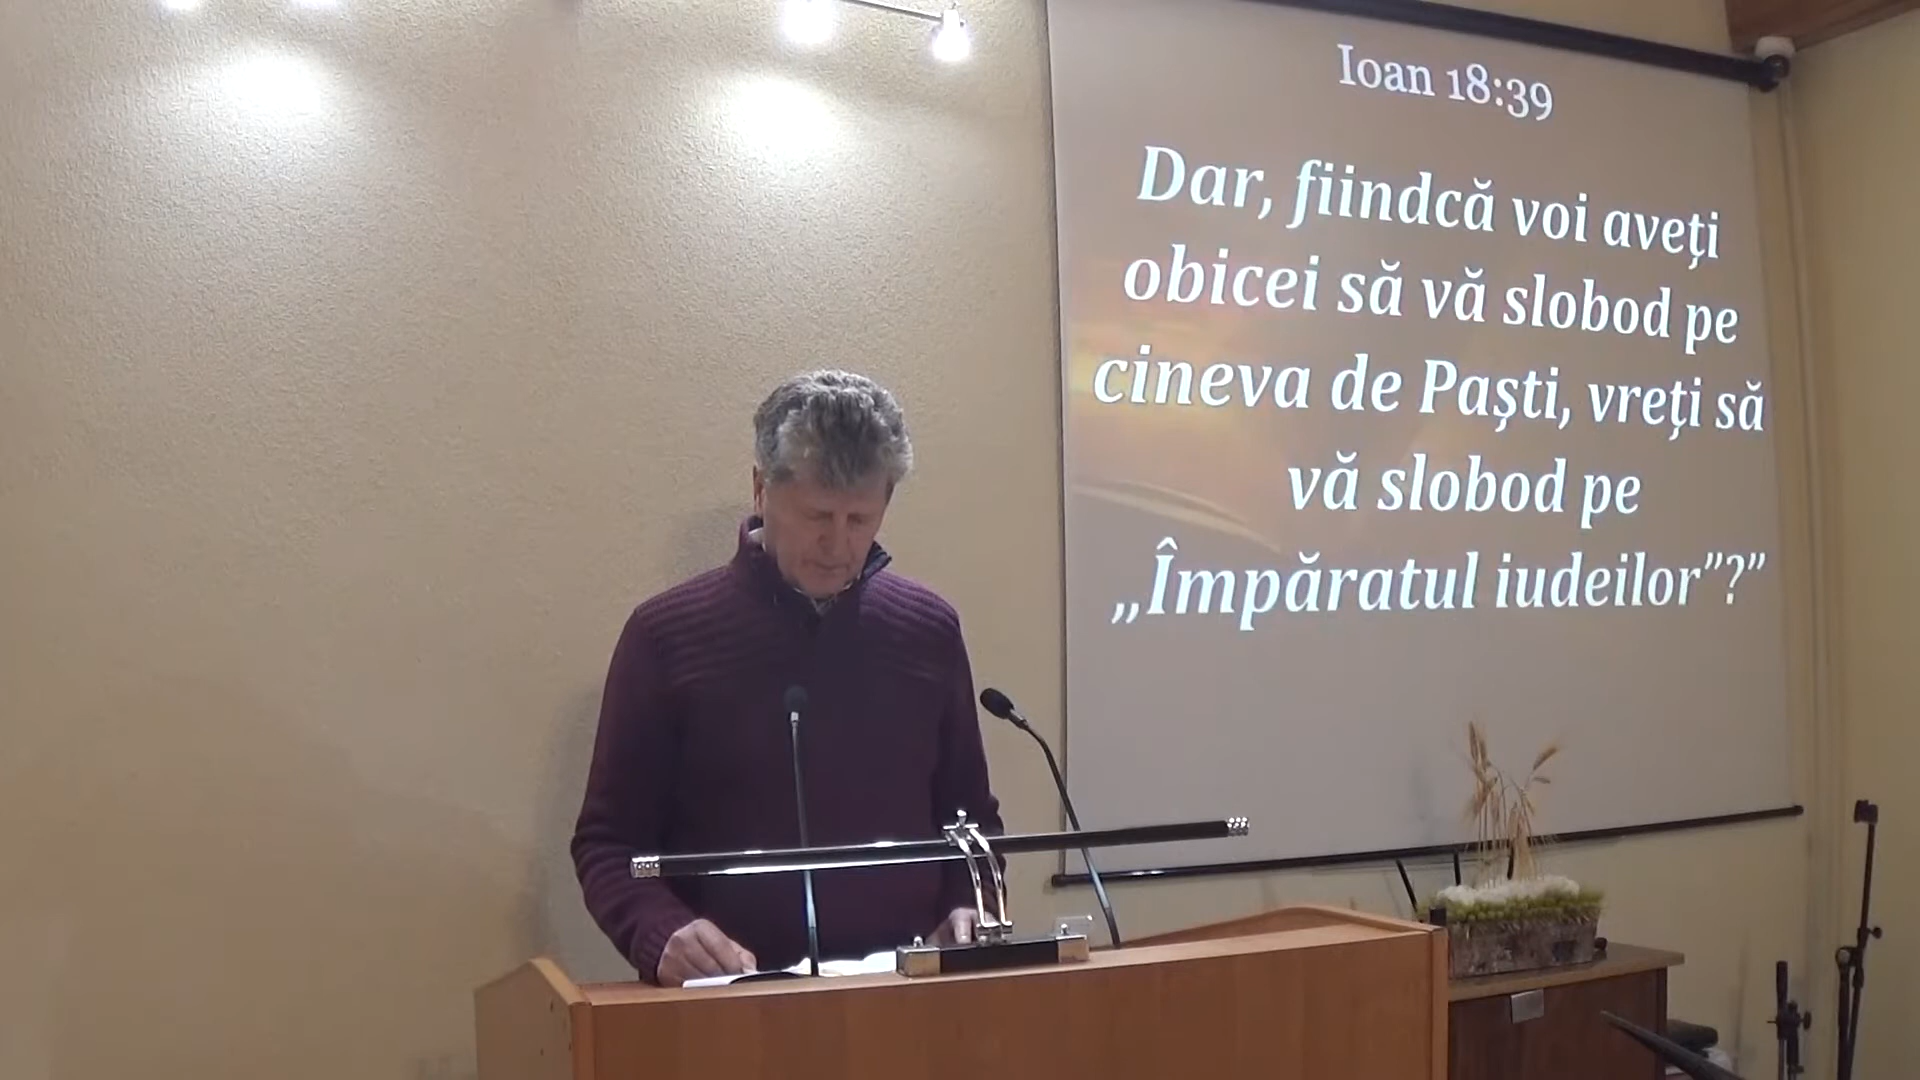 Ioan 18:39
Dar, fiindcă voi aveți
obicei să vă slobod pe
cineva de Paști, vreți să
vă slobod pe
„Împăratul iudeilor”?”